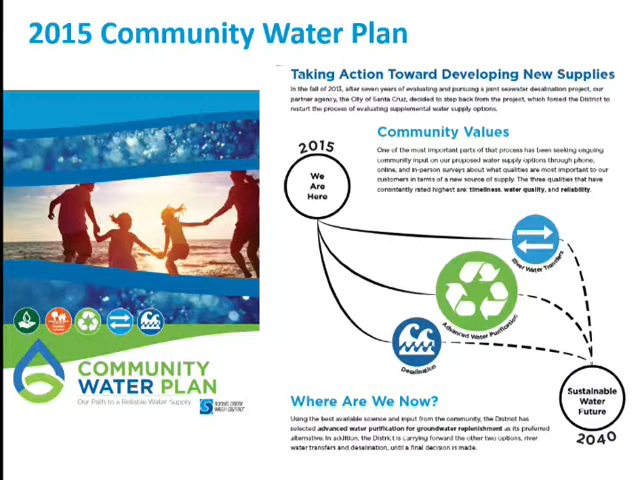 2015 Community Water Plan
Taking Action Toward Developing New Supplies
In the fall of 2013, after seven years of evaluating and pursuing a joint seawater desalination project, our
partner agency, the City of Santa Cruz, decided to step back from the project, which forced the District to
restart the process of evaluating supplemental water supply options.
Community Values
One of the most important parts of that process has been seeking ongoing
community input on our proposed water supply options through phone,
online, and in-person surveys about what qualities are most important to our
customers in terms of a new source of supply. The three qualities that have
consistently rated highest are: timeliness, water quality, and reliability.
2015
We
Are
Here
River Water Transfers
Advanced Water Purification
Desalination
Sustainable
Water
Future
2040
COMMUNITY
WATER PLAN
Our Path to a Reliable Water Supply
SOQUEL CREEK
WATER DISTRICT
Where Are We Now?
Using the best available science and input from the community, the District has
selected advanced water purification for groundwater replenishment as its preferred
alternative. In addition, the District is carrying forward the other two options, river
water transfers and desalination, until a final decision is made.